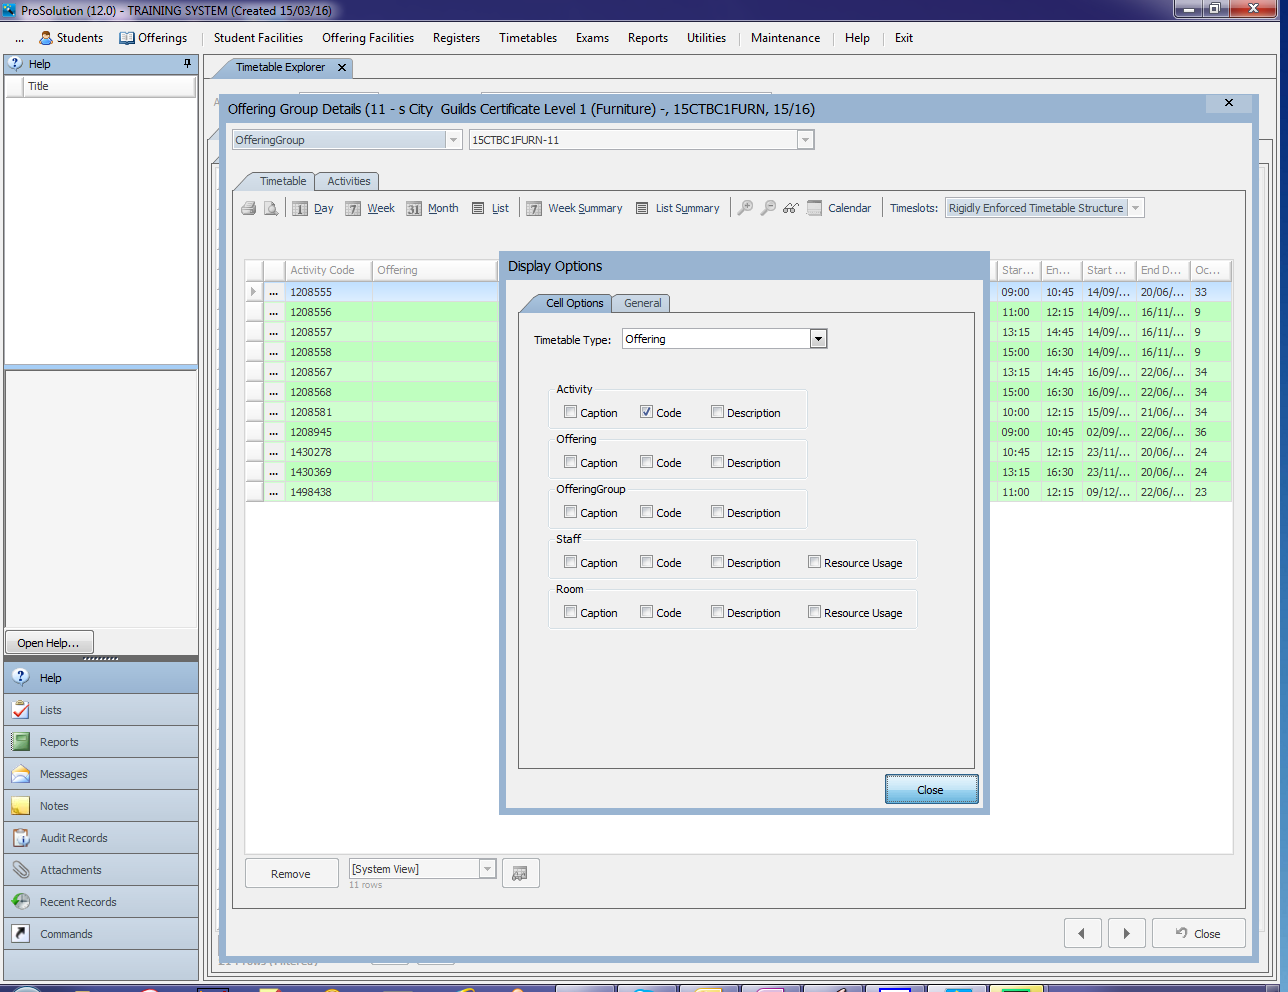 ProSolution (12.0) - TRAINING SYSTEM (Created 15/03/16)
... Students Offerings Student Facilities Offering Facilities Registers Timetables Exams Reports Utilities Maintenance Help Exit
Help
Title
Timetable Explorer
Offering Group Details (11 - s City Guilds Certificate Level 1 (Furniture) -, 15CTBC1FURN, 15/16)
OfferingGroup 15CTBC1FURN-11
Timetable Activities
Day Week Month List Week Summary List Summary Calendar Timeslots: Rigidly Enforced Timetable Structure
Activity Code Offering Star... En... Start ... End D... Oc...
... 1208555 09:00 10:45 14/09/... 20/06/... 33
... 1208556 11:00 12:15 14/09/... 16/11/... 9
... 1208557 13:15 14:45 14/09/... 16/11/... 9
... 1208558 15:00 16:30 14/09/... 16/11/... 9
... 1208567 13:15 14:45 16/09/... 22/06/... 34
... 1208568 15:00 16:30 16/09/... 22/06/... 34
... 1208581 10:00 12:15 15/09/... 21/06/... 34
... 1208945 09:00 10:45 02/09/... 22/06/... 36
... 1430278 10:45 12:15 23/11/... 20/06/... 24
... 1430369 13:15 16:30 23/11/... 20/06/... 24
... 1498438 11:00 12:15 09/12/... 22/06/... 23
Display Options
Cell Options General
Timetable Type: Offering
Activity
Caption Code Description
Offering
Caption Code Description
OfferingGroup
Caption Code Description
Staff
Caption Code Description Resource Usage
Room
Caption Code Description Resource Usage
Close
Remove [System View]
11 rows
Close
Open Help...
Help
Lists
Reports
Messages
Notes
Audit Records
Attachments
Recent Records
Commands